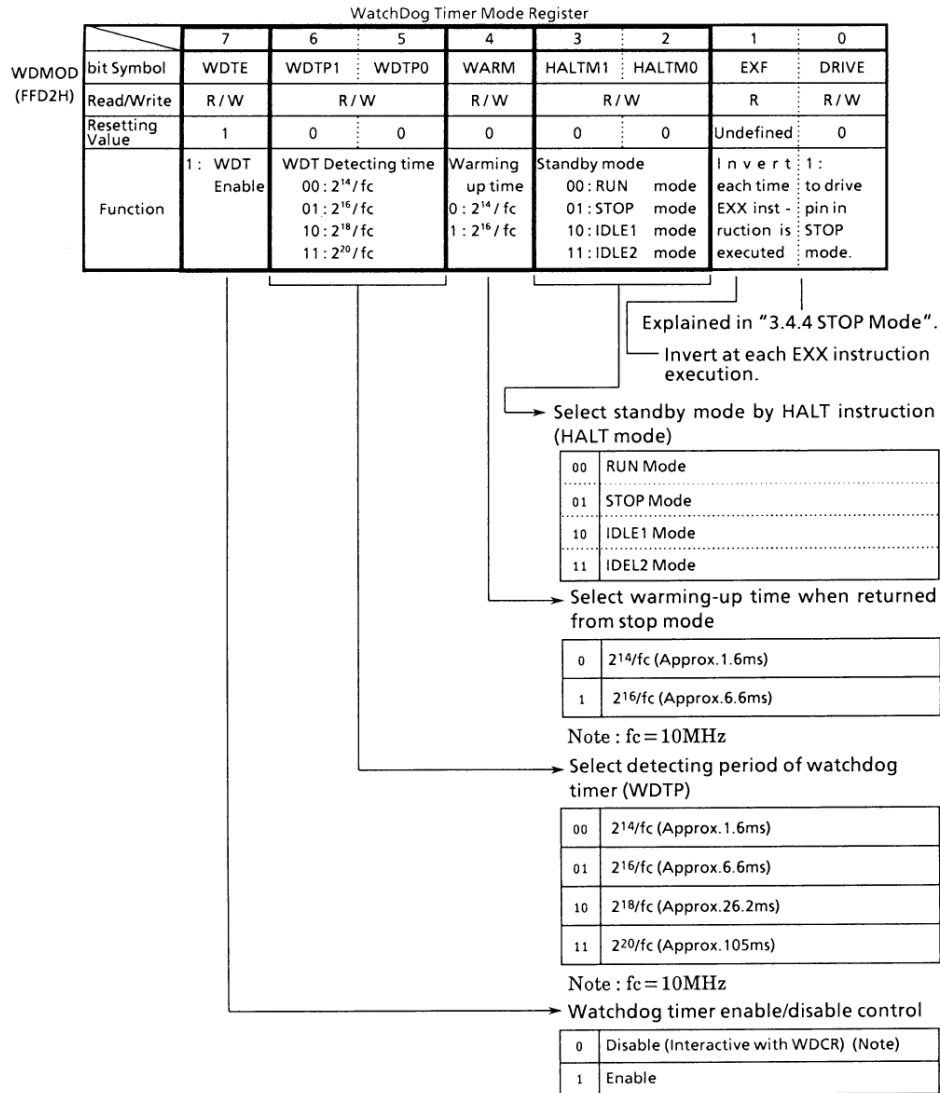 WatchDog Timer Mode Register
7 6 5 4 3 2 1 0
WDMOD (FFD2H)
bit Symbol WDTE WDTP1 WDTP0 WARM HALTM1 HALTM0 EXF DRIVE
Read/Write R/W R/W R/W R/W R R/W
Resetting Value 1 0 0 0 0 0 Undefined 0
Function
1 : WDT Enable
WDT Detecting time
00 : 2¹⁴/fc
01 : 2¹⁶/fc
10 : 2¹⁸/fc
11 : 2²⁰/fc
Warming up time
0 : 2¹⁴/fc
1 : 2¹⁶/fc
Standby mode
00 : RUN mode
01 : STOP mode
10 : IDLE1 mode
11 : IDLE2 mode
Invert
each time
EXX inst -
ruction is
executed
1 :
to drive
pin in
STOP
mode.
Explained in "3.4.4 STOP Mode".
Invert at each EXX instruction
execution.
Select standby mode by HALT instruction
(HALT mode)
00 RUN Mode
01 STOP Mode
10 IDLE1 Mode
11 IDEL2 Mode
Select warming-up time when returned
from stop mode
0 2¹⁴/fc (Approx.1.6ms)
1 2¹⁶/fc (Approx.6.6ms)
Note : fc = 10MHz
Select detecting period of watchdog
timer (WDTP)
00 2¹⁴/fc (Approx.1.6ms)
01 2¹⁶/fc (Approx.6.6ms)
10 2¹⁸/fc (Approx.26.2ms)
11 2²⁰/fc (Approx.105ms)
Note : fc = 10MHz
Watchdog timer enable/disable control
0 Disable (Interactive with WDCR) (Note)
1 Enable